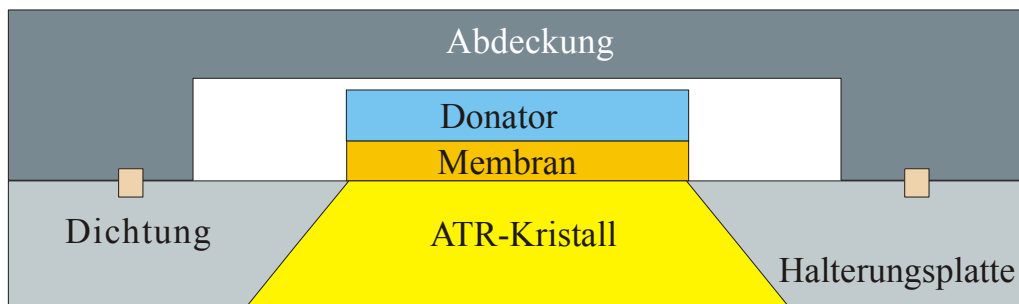 Abdeckung
Donator
Membran
Dichtung
ATR-Kristall
Halterungsplatte